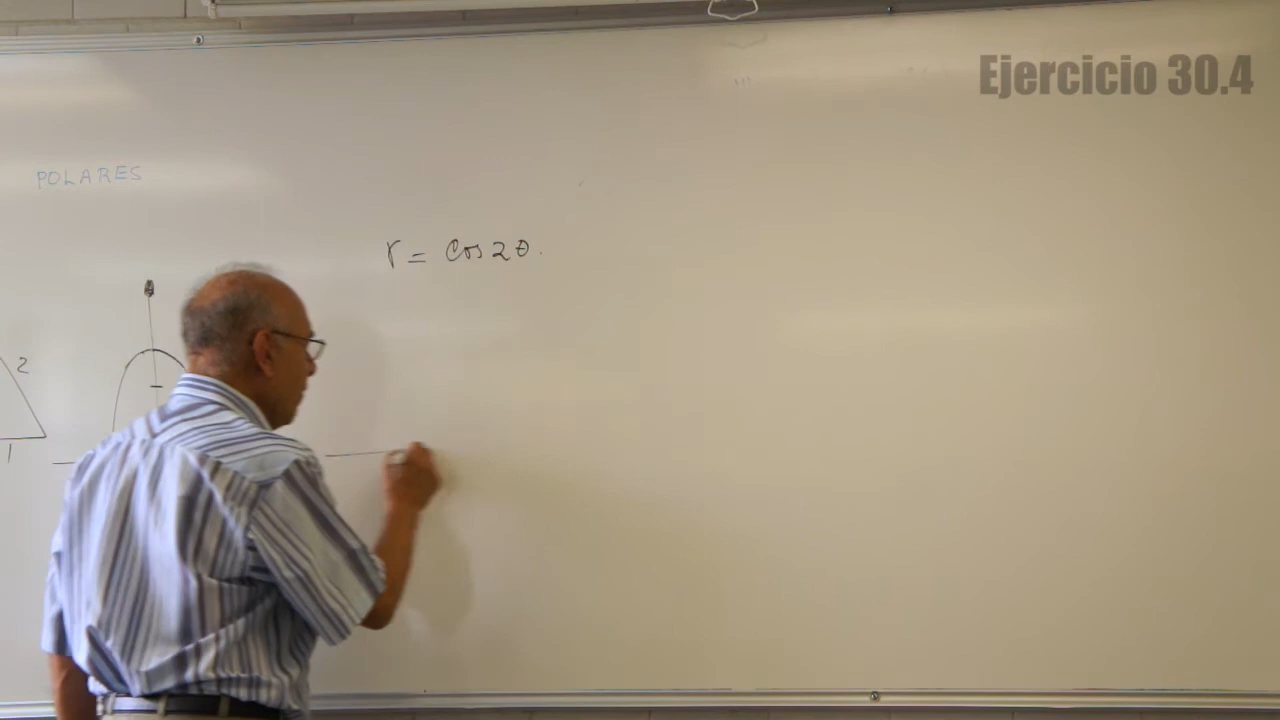 Ejercicio 30.4
POLARES
r = Cos 2θ.
2
1